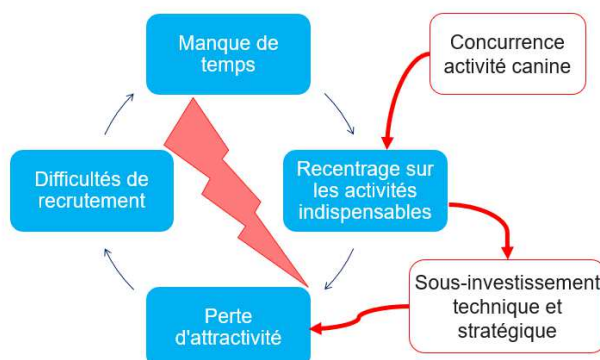 Manque de
temps
Concurrence
activité canine
Difficultés de
recrutement
Recentrage sur
les activités
indispensables
Perte
d'attractivité
Sous-investissement
technique et
stratégique